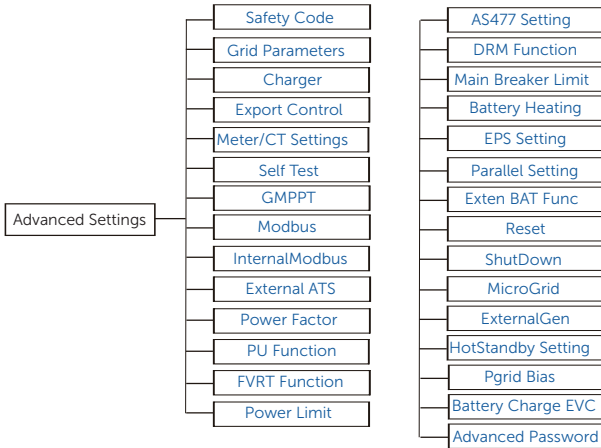 Advanced Settings
Safety Code
Grid Parameters
Charger
Export Control
Meter/CT Settings
Self Test
GMPPT
Modbus
InternalModbus
External ATS
Power Factor
PU Function
FVRT Function
Power Limit
AS477 Setting
DRM Function
Main Breaker Limit
Battery Heating
EPS Setting
Parallel Setting
Exten BAT Func
Reset
ShutDown
MicroGrid
ExternalGen
HotStandby Setting
Pgrid Bias
Battery Charge EVC
Advanced Password